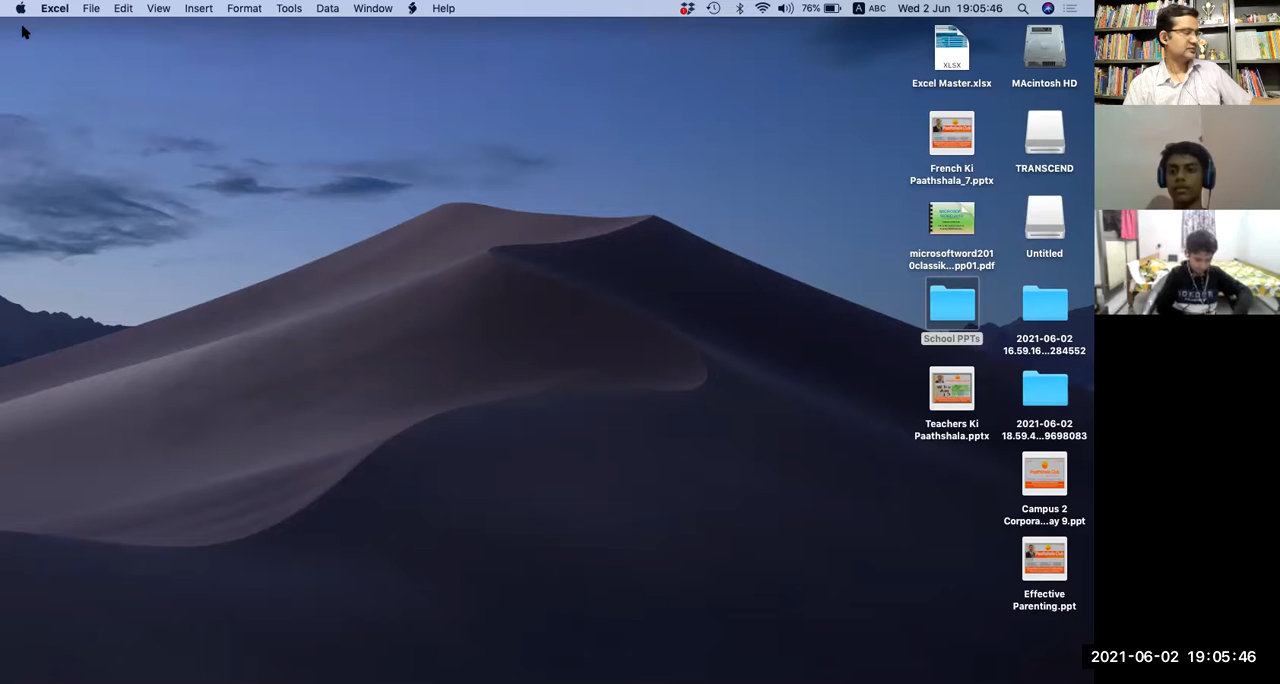 Excel File Edit View Insert Format Tools Data Window Help 76% A ABC Wed 2 Jun 19:05:46
XLSX
Excel Master.xlsx
MAcintosh HD
French Ki
Paathshala_7.pptx
TRANSCEND
microsoftword201
0classik...pp01.pdf
Untitled
School PPTs
2021-06-02
16.59.16...284552
Teachers Ki
Paathshala.pptx
2021-06-02
18.59.4...9698083
Campus 2
Corpora...ay 9.ppt
Effective
Parenting.ppt
2021-06-02 19:05:46